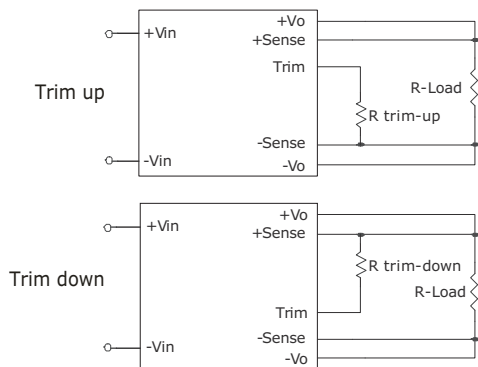 +Vo
+Vin
+Sense
Trim
R-Load
Trim up
R trim-up
-Sense
-Vin
-Vo
+Vo
+Vin
+Sense
R trim-down
Trim down
R-Load
Trim
-Sense
-Vin
-Vo